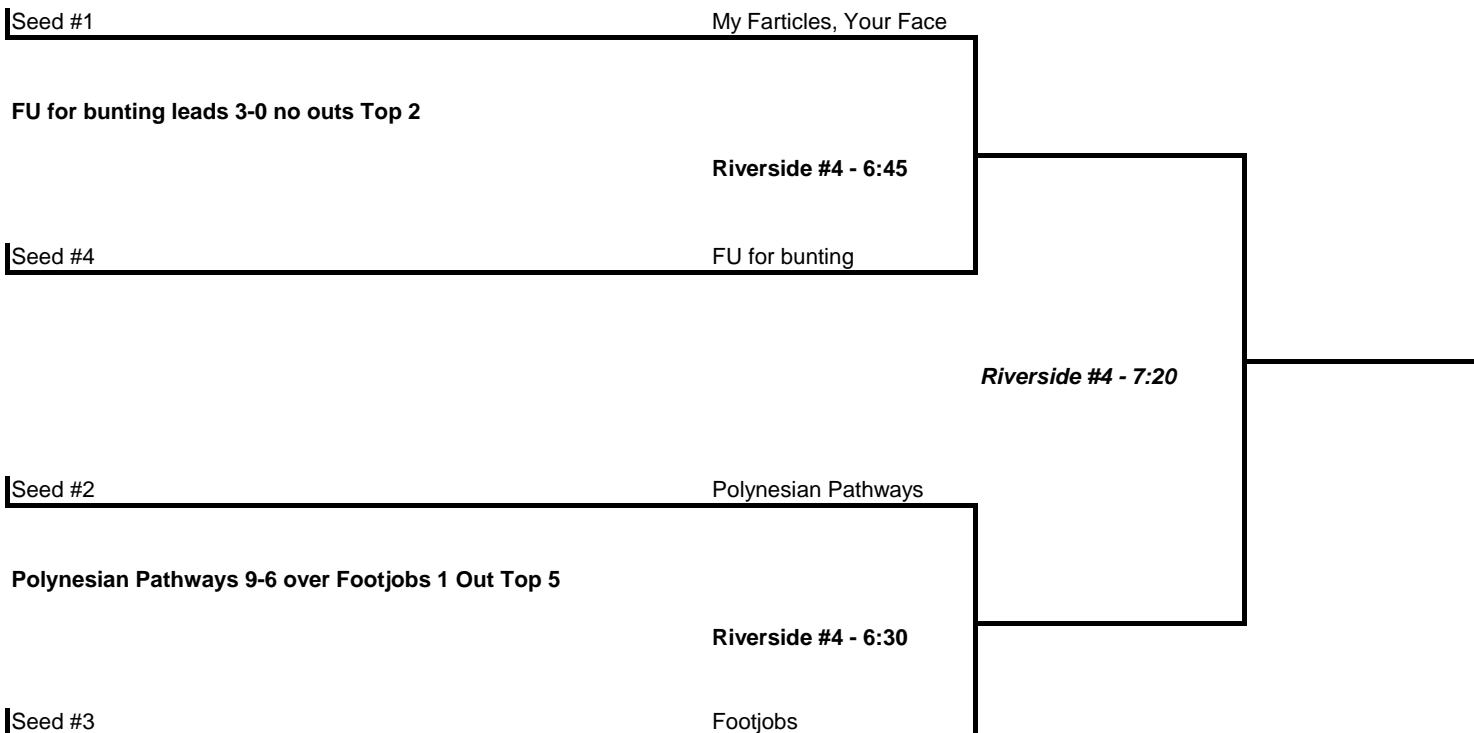 Seed #1 My Farticles, Your Face
FU for bunting leads 3-0 no outs Top 2
Riverside #4 - 6:45
Seed #4 FU for bunting
Riverside #4 - 7:20
Seed #2 Polynesian Pathways
Polynesian Pathways 9-6 over Footjobs 1 Out Top 5
Riverside #4 - 6:30
Seed #3 Footjobs